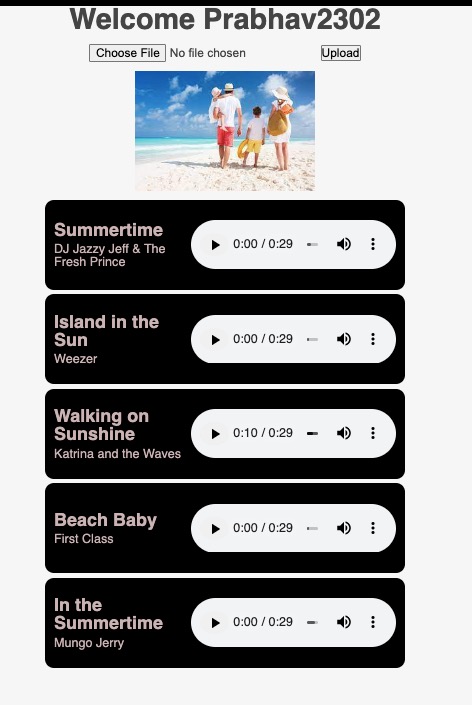 Welcome Prabhav2302
Choose File No file chosen Upload
Summertime
DJ Jazzy Jeff & The
Fresh Prince
0:00 / 0:29
Island in the
Sun
Weezer
0:00 / 0:29
Walking on
Sunshine
Katrina and the Waves
0:10 / 0:29
Beach Baby
First Class
0:00 / 0:29
In the
Summertime
Mungo Jerry
0:00 / 0:29